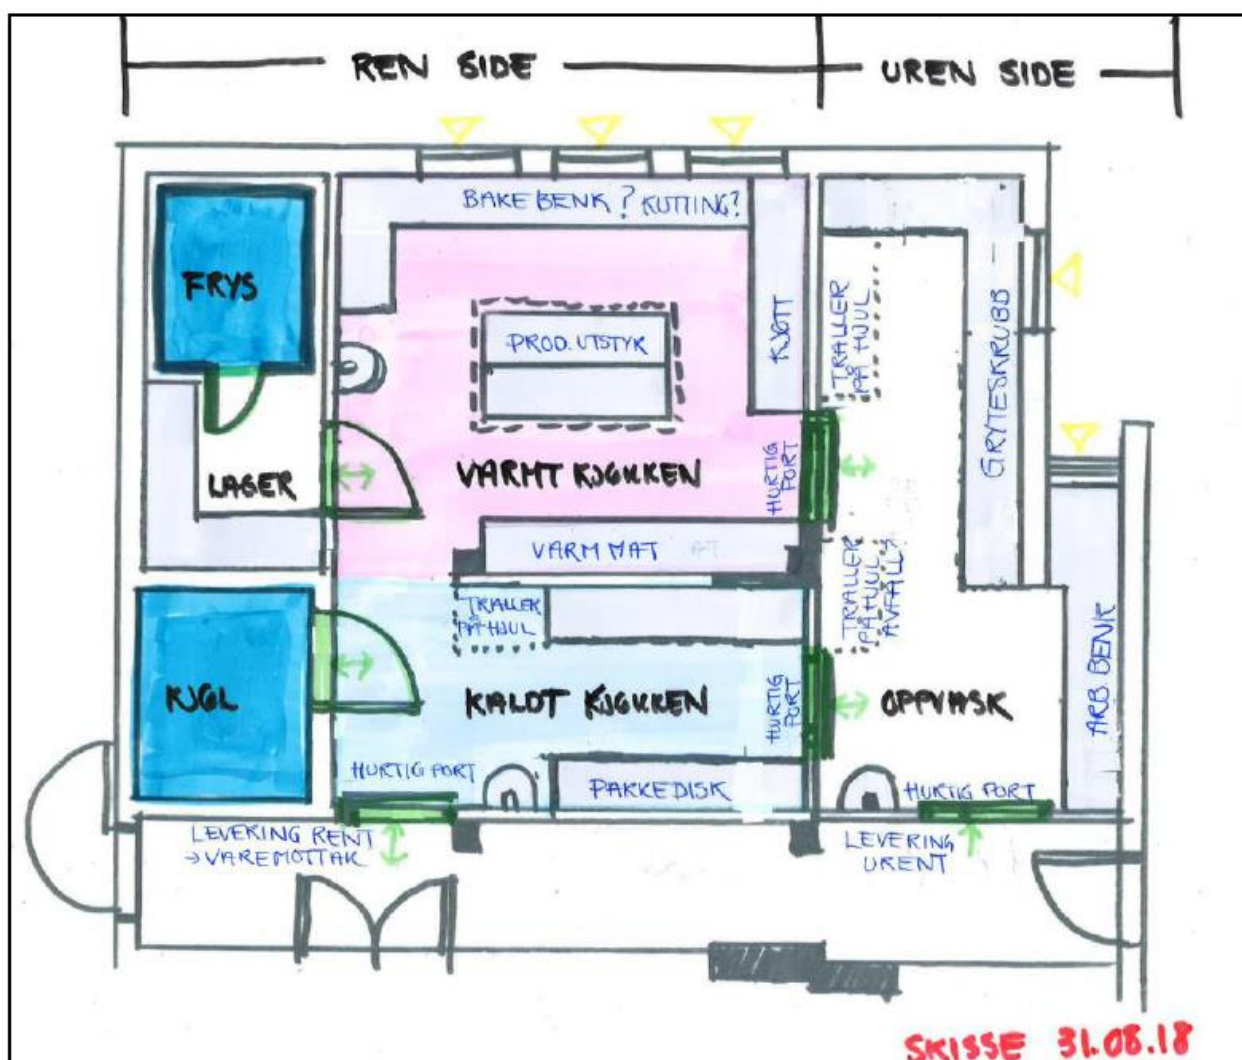 REN SIDE
UREN SIDE
BAKE BENK? KUTTING?
FRYS
PROD. UTSTYR
KJØTT
TRALLER
PÅ HJUL
GRYTESKRUBB
LAGER
VARMT KJØKKEN
HURTIG
PORT
VARM MAT
TRALLER
PÅ HJUL
AVFALL?
TRALLER
PÅ HJUL
KJØL
KALDT KJØKKEN
HURTIG
PORT
OPPVASK
ARB. BENK
HURTIG PORT
PAKKEDISK
HURTIG PORT
LEVERING RENT
→ VAREMOTTAK
LEVERING
URENT
SKISSE 31.08.18